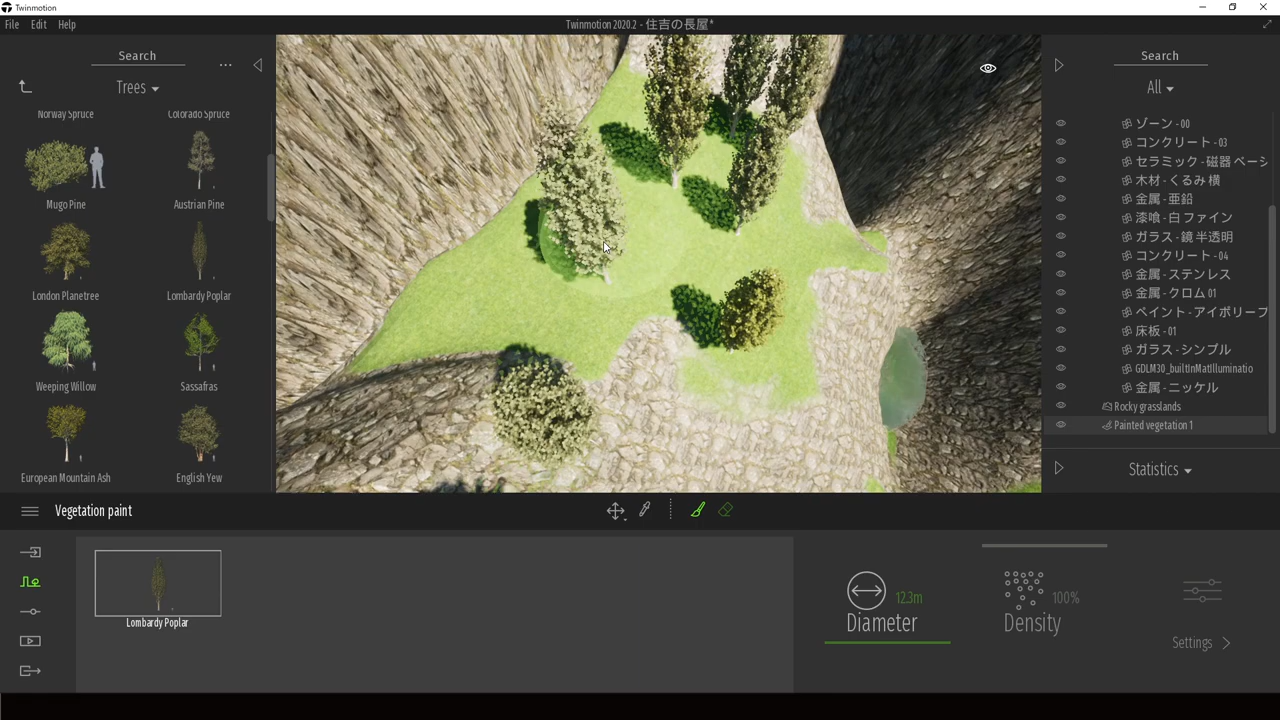 Twinmotion
File Edit Help
Twinmotion 2020.2 - 住吉の長屋*
Search
...
Trees
Norway Spruce
Colorado Spruce
Mugo Pine
Austrian Pine
London Planetree
Lombardy Poplar
Weeping Willow
Sassafras
European Mountain Ash
English Yew
Search
All
ゾーン - 00
コンクリート - 03
セラミック - 磁器 ベーシ
木材 - くるみ 横
金属 - 亜鉛
漆喰 - 白 ファイン
ガラス - 鏡 半透明
コンクリート - 04
金属 - ステンレス
金属 - クロム 01
ペイント - アイボリーブ
床板 - 01
ガラス - シンプル
GDLM30_builtInMatIlluminatio
金属 - ニッケル
Rocky grasslands
Painted vegetation 1
Statistics
Vegetation paint
Lombardy Poplar
12.3m
Diameter
100%
Density
Settings